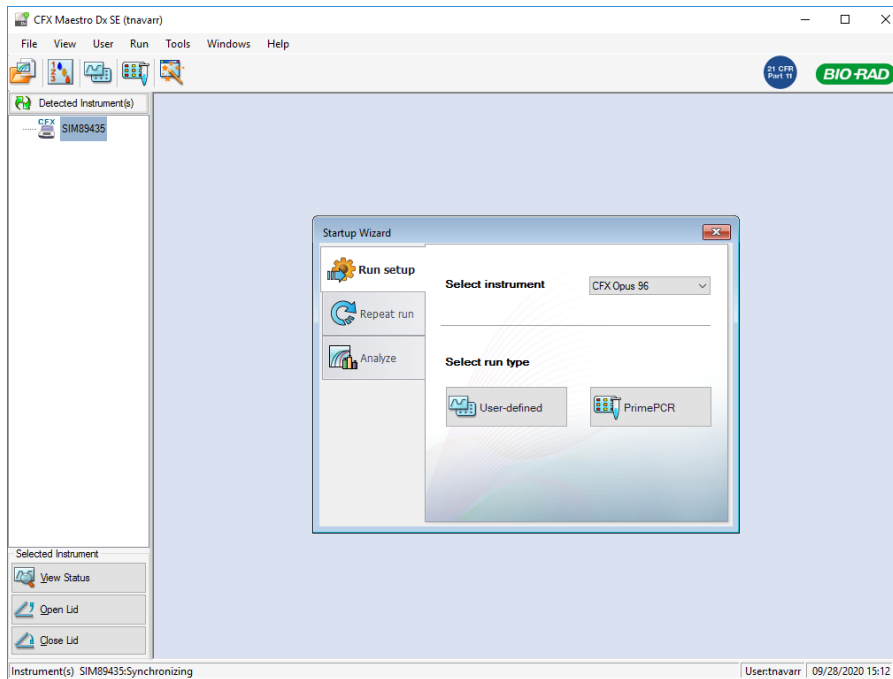 CFX Maestro Dx SE (tnavarr)
File View User Run Tools Windows Help
21 CFR
Part 11
BIO-RAD
Detected Instrument(s)
CFX
SIM89435
Startup Wizard
Run setup
Repeat run
Analyze
Select instrument
CFX Opus 96
Select run type
User-defined
PrimePCR
Selected Instrument
View Status
Open Lid
Close Lid
Instrument(s) SIM89435:Synchronizing
User:tnavarr 09/28/2020 15:12